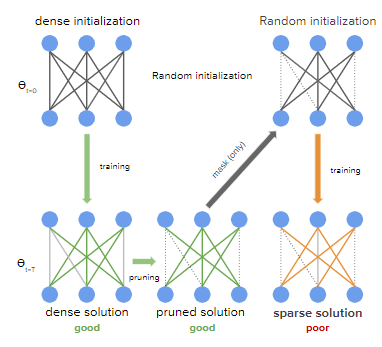 dense initialization
Random initialization
Random initialization
Θt=0
training
mask (only)
training
Θt=T
pruning
dense solution
pruned solution
sparse solution
good
good
poor